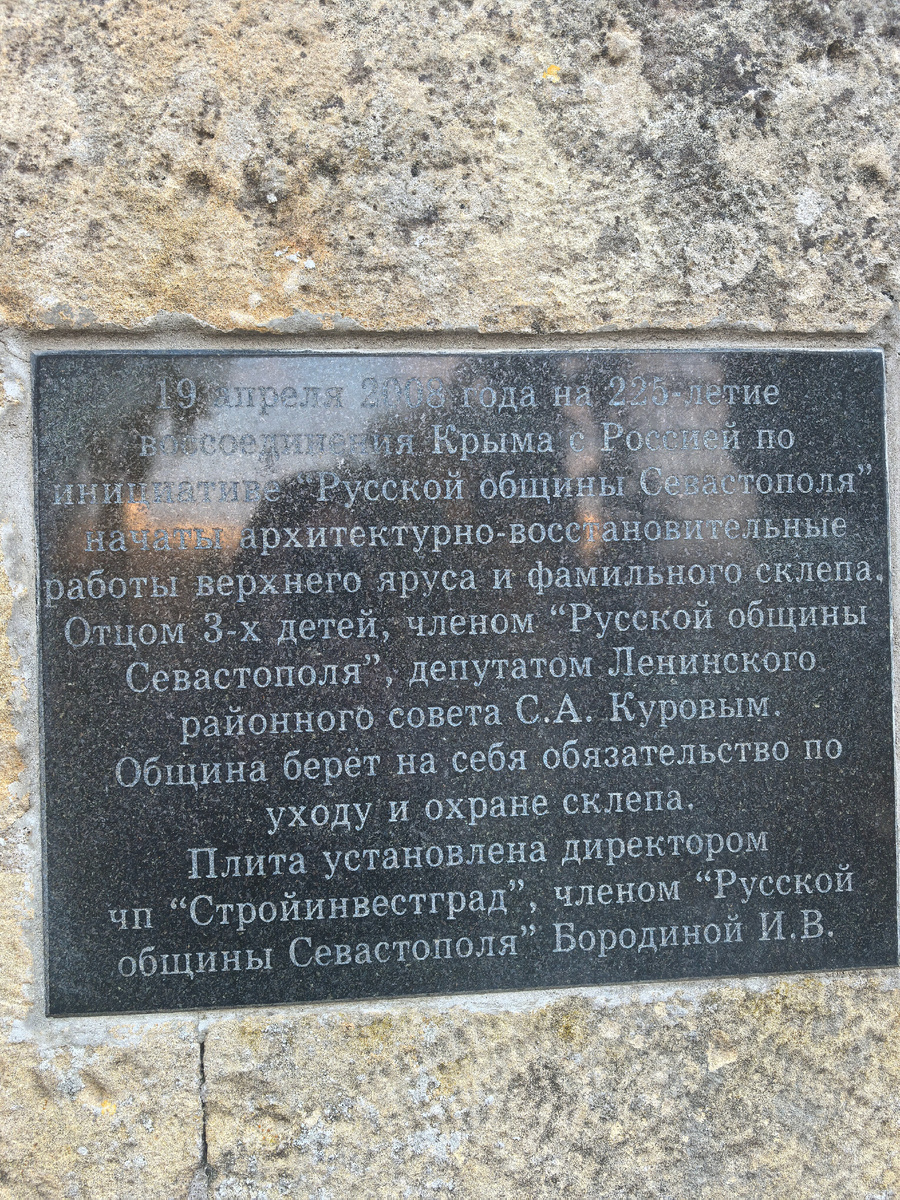 19 апреля 2008 года на 225-летие
воссоединения Крыма с Россией по
инициативе “Русской общины Севастополя”
начаты архитектурно-восстановительные
работы верхнего яруса и фамильного склепа.
Отцом 3-х детей, членом “Русской общины
Севастополя”, депутатом Ленинского
районного совета С.А. Куровым.
Община берёт на себя обязательство по
уходу и охране склепа.
Плита установлена директором
чп “Стройинвестград”, членом “Русской
общины Севастополя” Бородиной И.В.